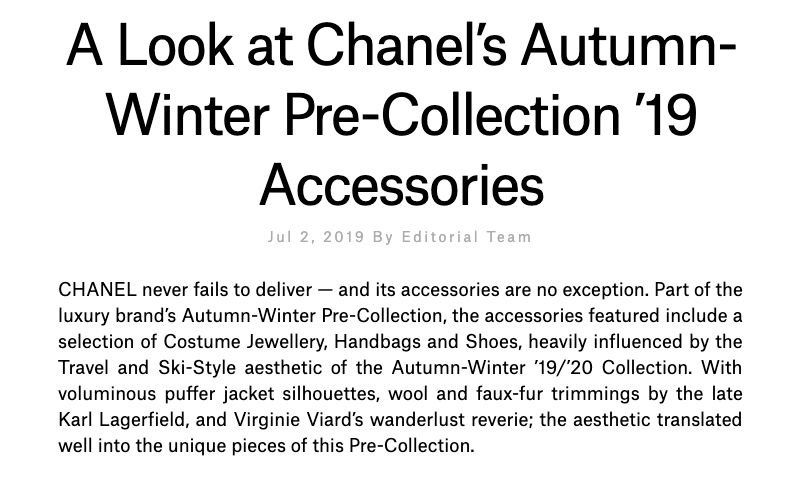 A Look at Chanel’s Autumn-
Winter Pre-Collection ’19
Accessories
Jul 2, 2019 By Editorial Team
CHANEL never fails to deliver — and its accessories are no exception. Part of the
luxury brand’s Autumn-Winter Pre-Collection, the accessories featured include a
selection of Costume Jewellery, Handbags and Shoes, heavily influenced by the
Travel and Ski-Style aesthetic of the Autumn-Winter ’19/’20 Collection. With
voluminous puffer jacket silhouettes, wool and faux-fur trimmings by the late
Karl Lagerfield, and Virginie Viard’s wanderlust reverie; the aesthetic translated
well into the unique pieces of this Pre-Collection.